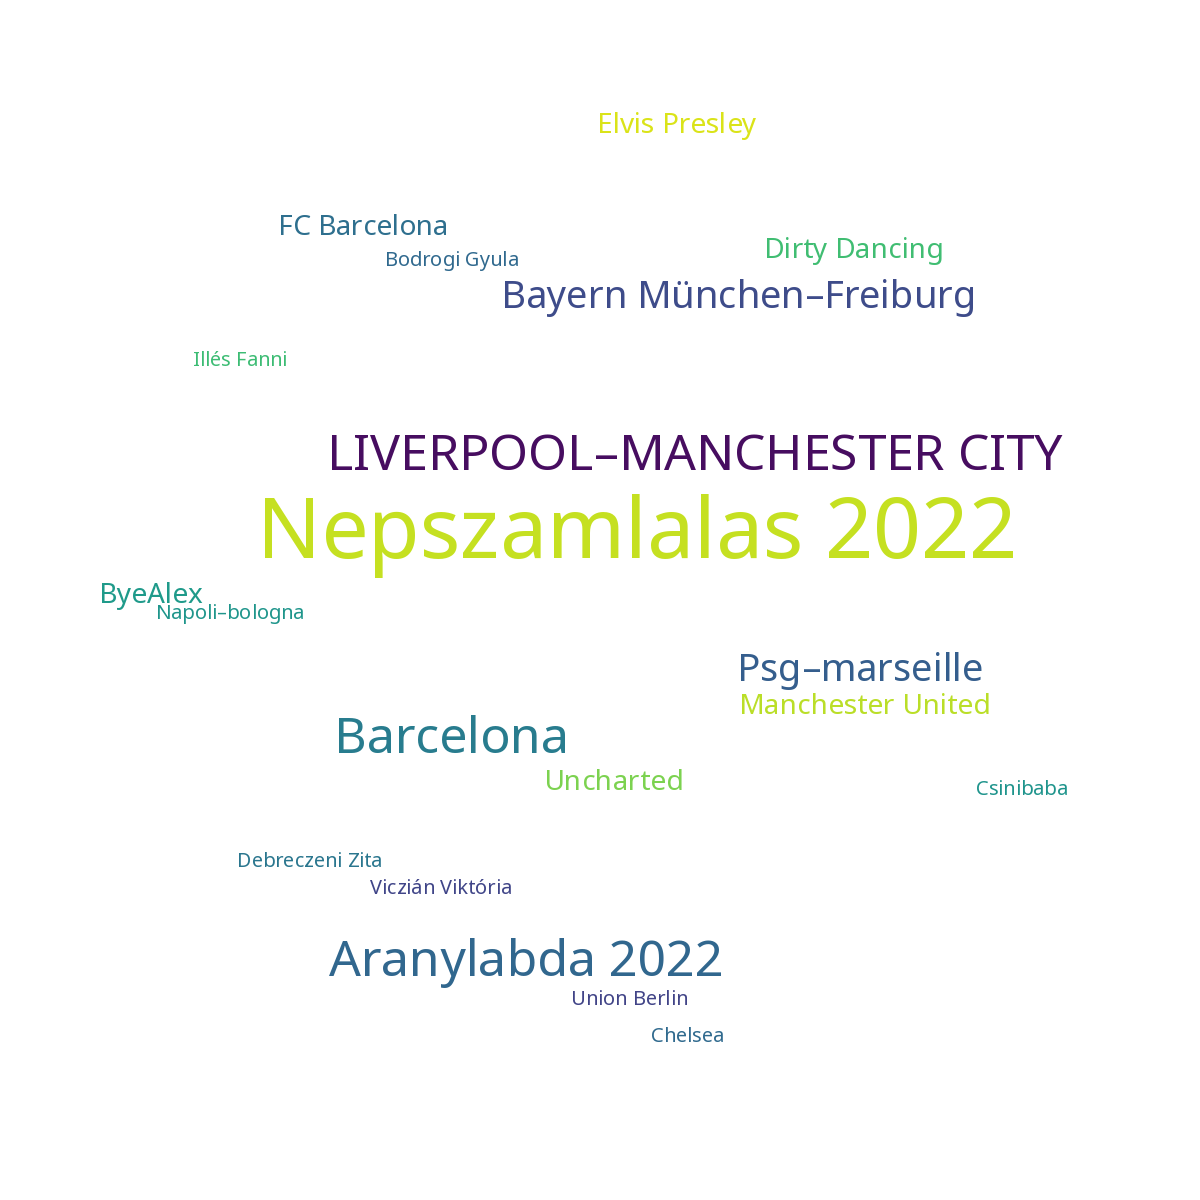 Elvis Presley
FC Barcelona
Dirty Dancing
Bodrogi Gyula
Bayern München–Freiburg
Illés Fanni
LIVERPOOL–MANCHESTER CITY
Nepszamlalas 2022
ByeAlex
Napoli–bologna
Psg–marseille
Manchester United
Barcelona
Uncharted
Csinibaba
Debreczeni Zita
Viczián Viktória
Aranylabda 2022
Union Berlin
Chelsea